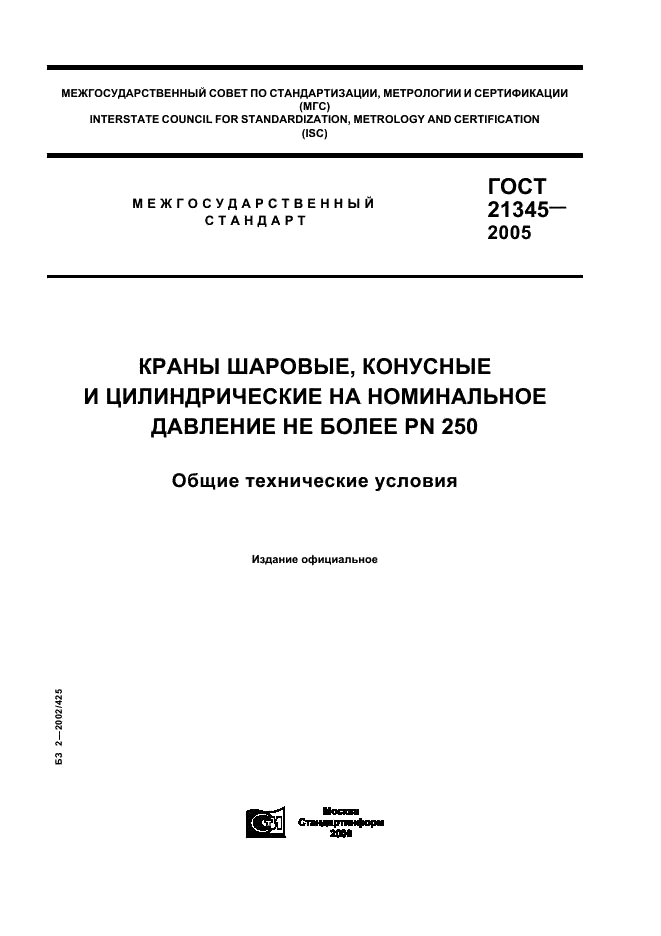 МЕЖГОСУДАРСТВЕННЫЙ СОВЕТ ПО СТАНДАРТИЗАЦИИ, МЕТРОЛОГИИ И СЕРТИФИКАЦИИ
(МГС)
INTERSTATE COUNCIL FOR STANDARDIZATION, METROLOGY AND CERTIFICATION
(ISC)
МЕЖГОСУДАРСТВЕННЫЙ
СТАНДАРТ
ГОСТ
21345—
2005
КРАНЫ ШАРОВЫЕ, КОНУСНЫЕ
И ЦИЛИНДРИЧЕСКИЕ НА НОМИНАЛЬНОЕ
ДАВЛЕНИЕ НЕ БОЛЕЕ PN 250
Общие технические условия
Издание официальное
БЗ 2—2002/425
Москва
Стандартинформ